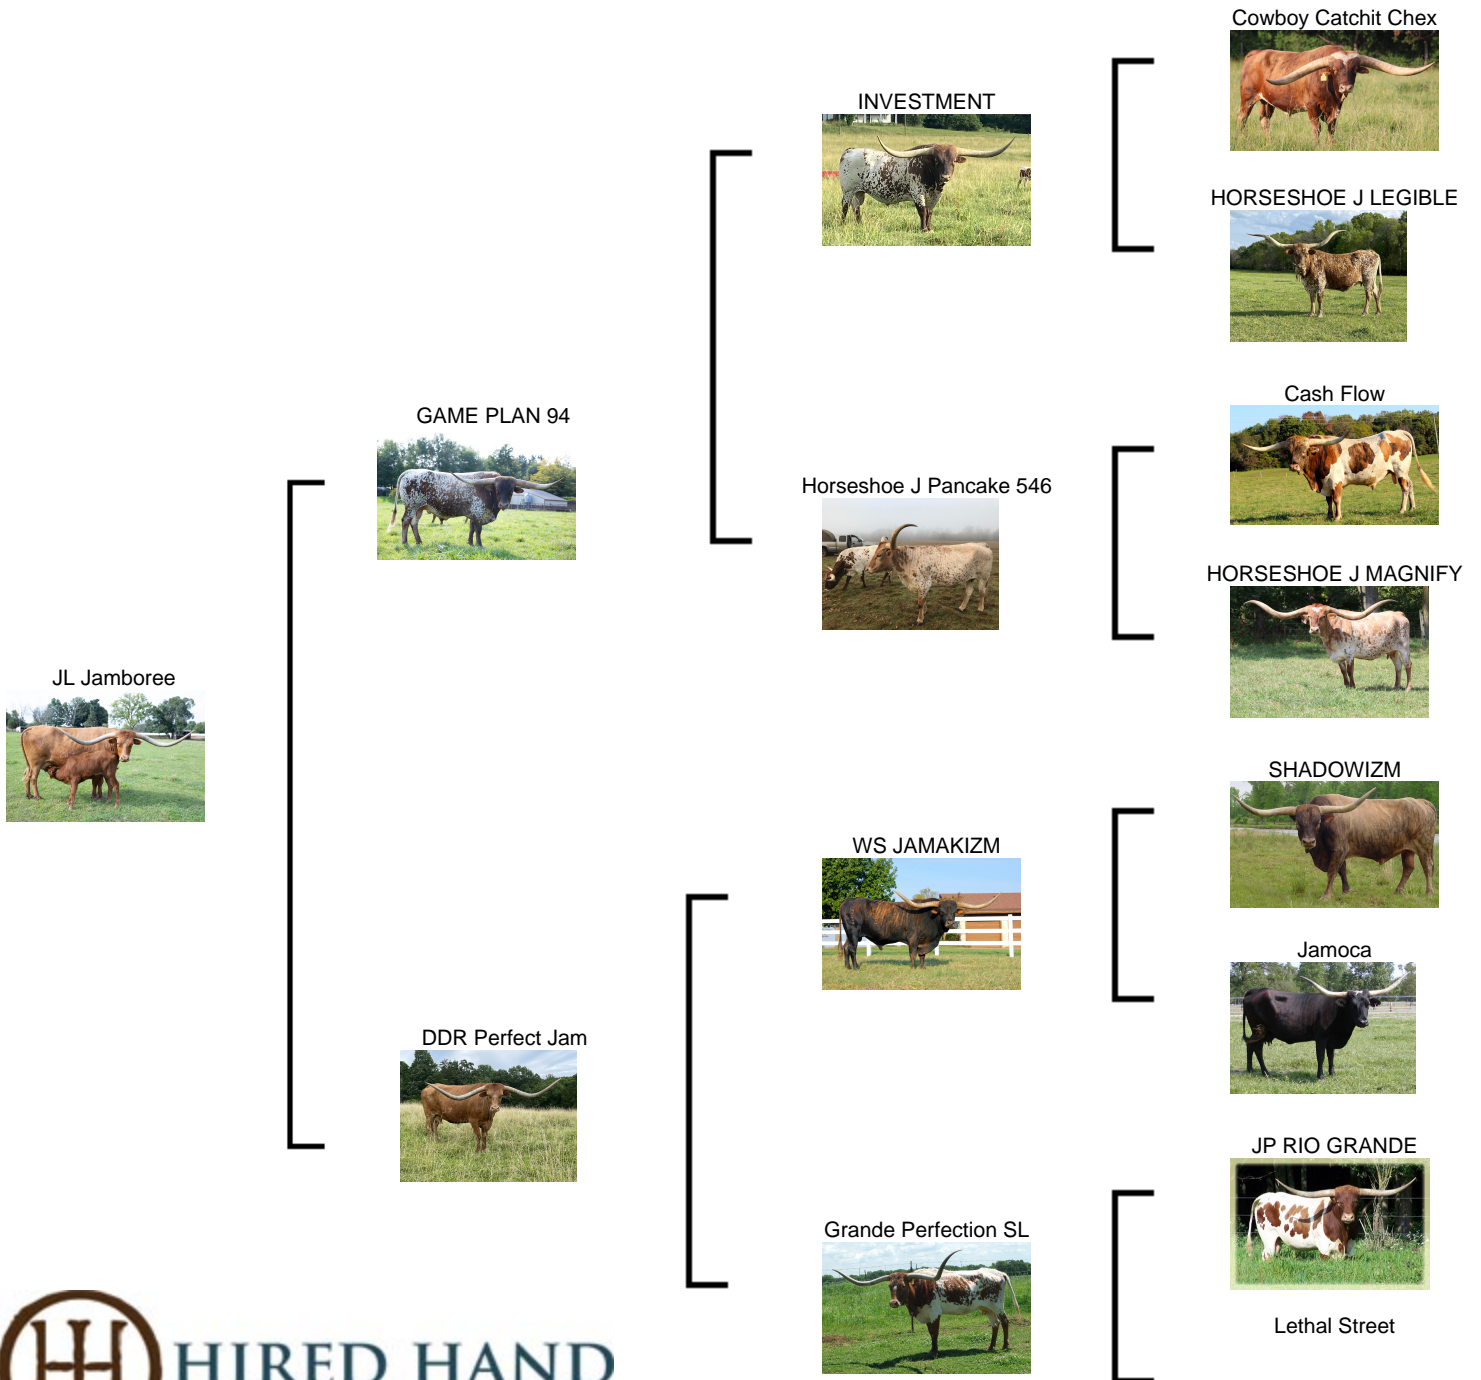 Cowboy Catchit Chex
INVESTMENT
HORSESHOE J LEGIBLE
GAME PLAN 94
Cash Flow
Horseshoe J Pancake 546
HORSESHOE J MAGNIFY
JL Jamboree
SHADOWIZM
WS JAMAKIZM
Jamoca
DDR Perfect Jam
JP RIO GRANDE
Grande Perfection SL
Lethal Street
HIRED HAND